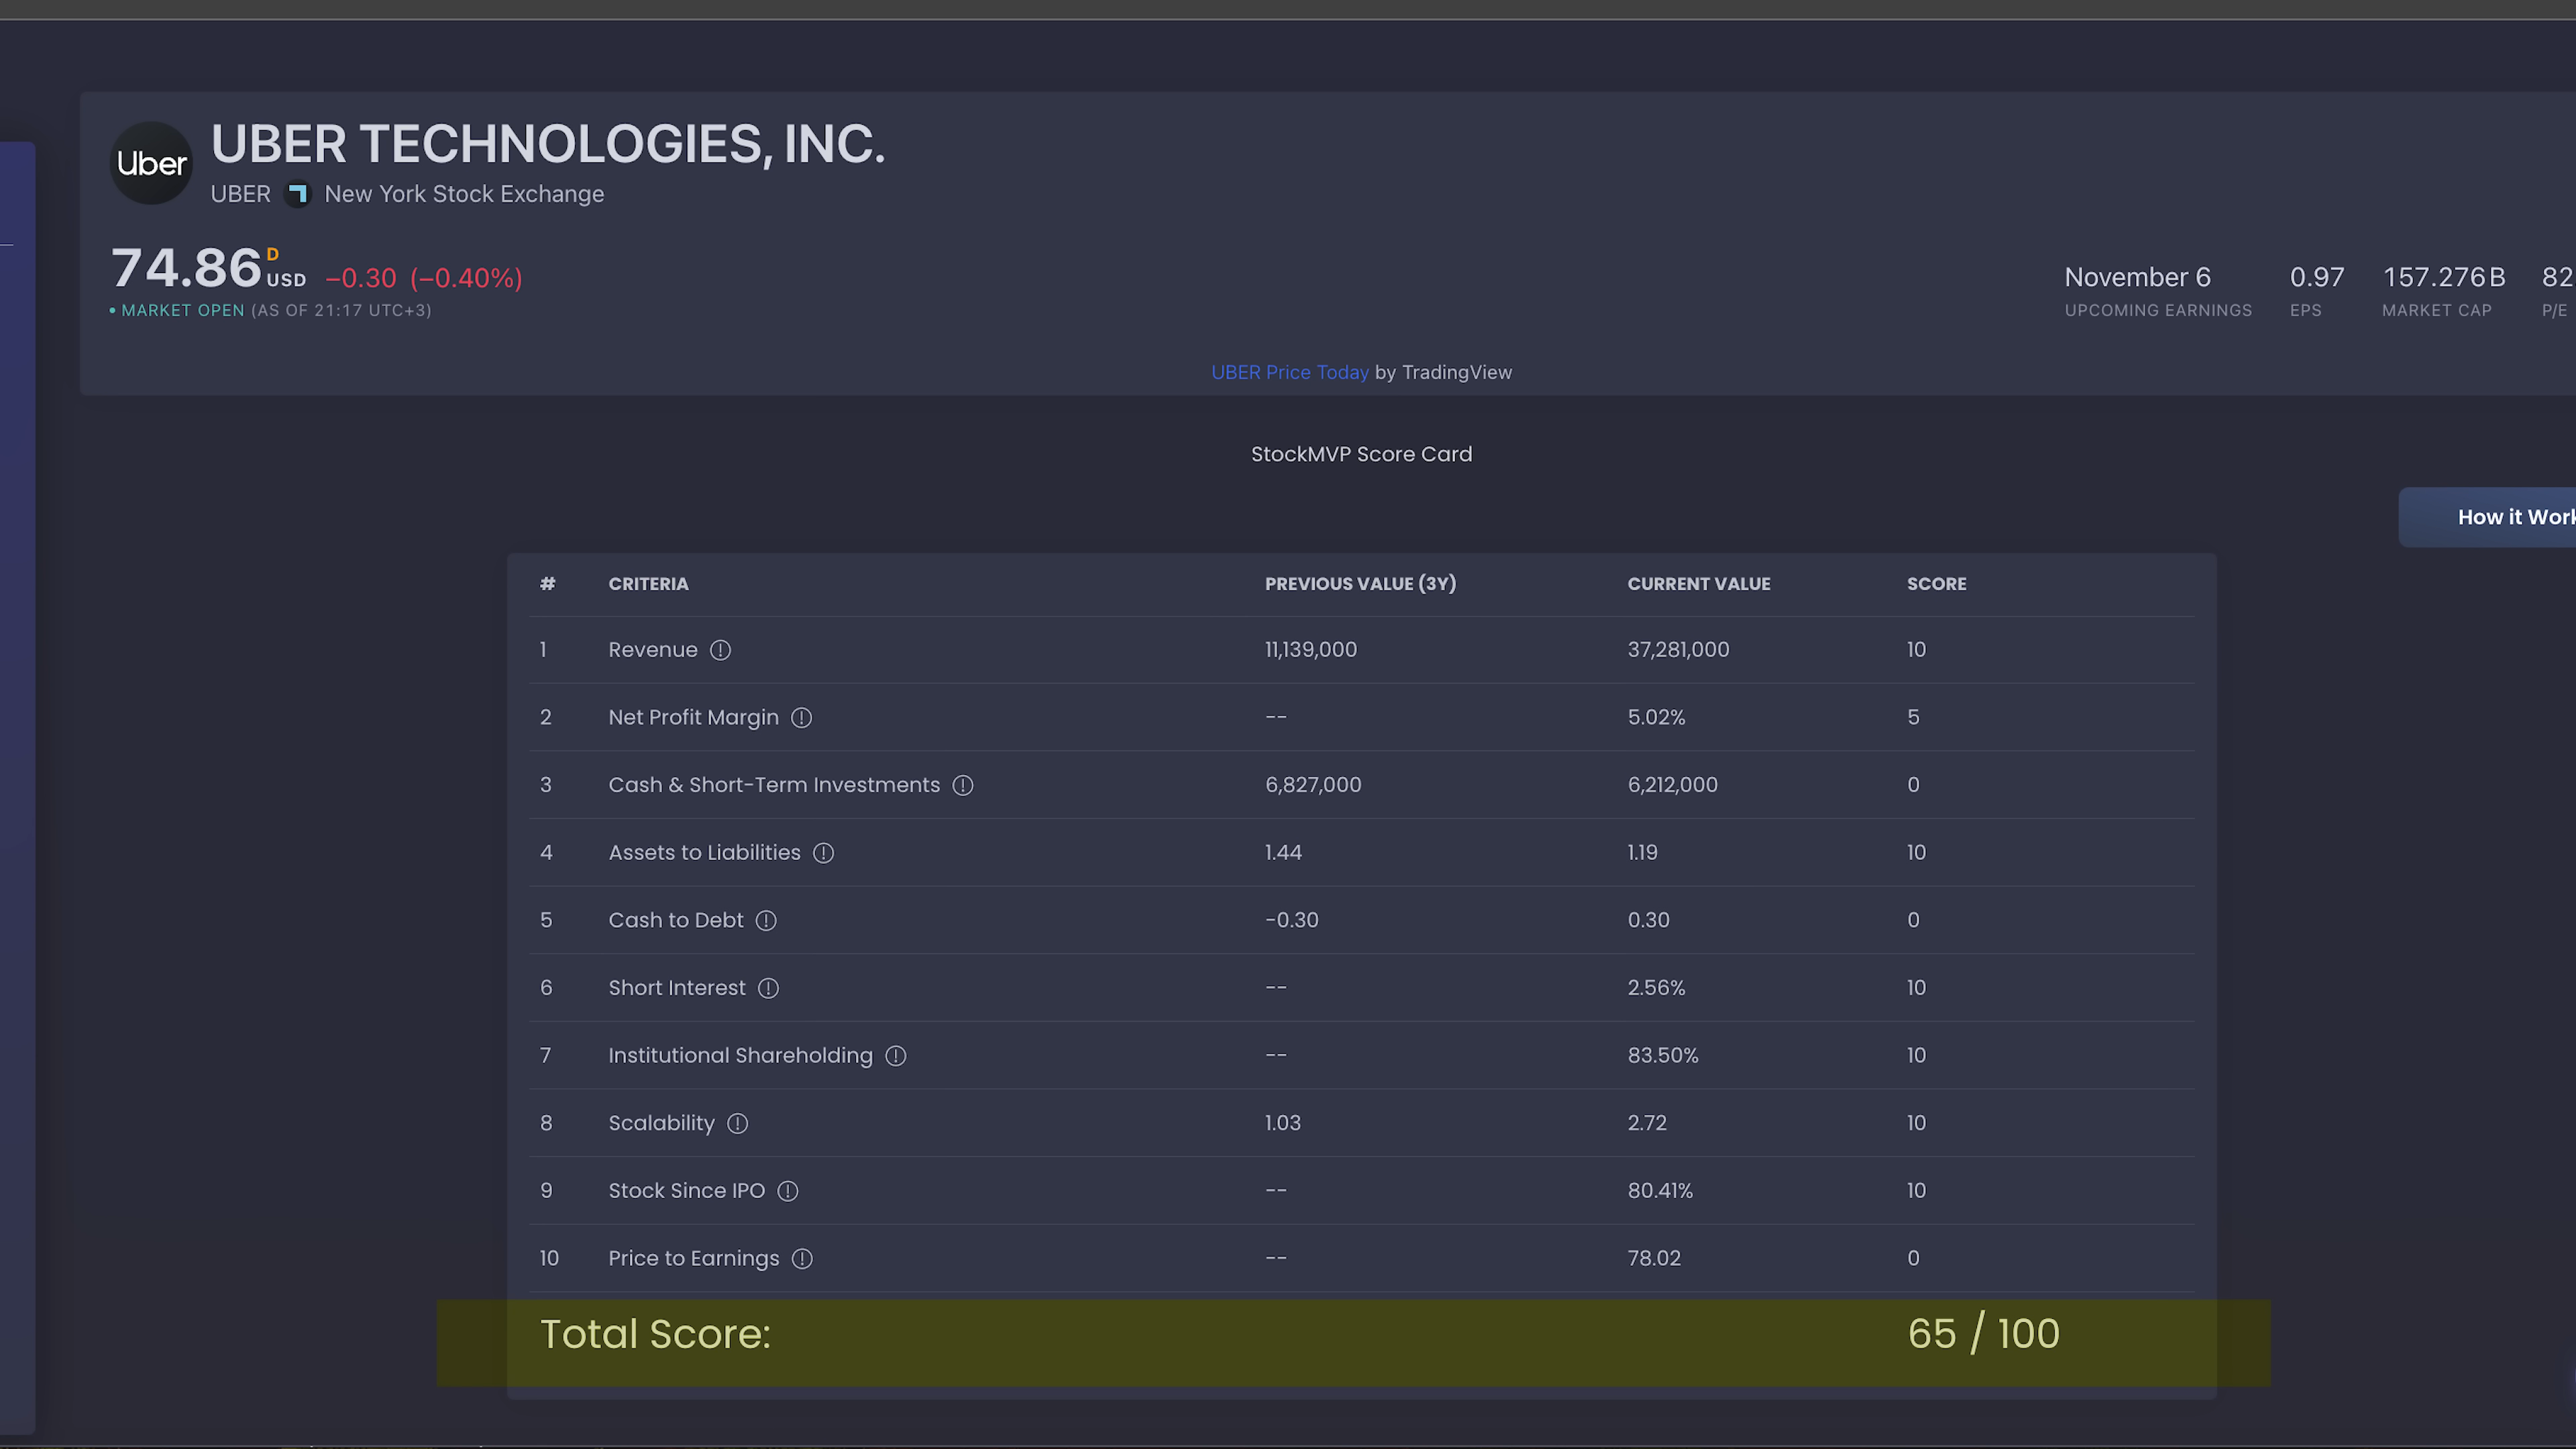 Uber
UBER TECHNOLOGIES, INC.
UBER New York Stock Exchange
74.86 D USD −0.30 (−0.40%)
• MARKET OPEN (AS OF 21:17 UTC+3)
November 6 0.97 157.276B 82
UPCOMING EARNINGS EPS MARKET CAP P/E
UBER Price Today by TradingView
StockMVP Score Card
How it Work
# CRITERIA PREVIOUS VALUE (3Y) CURRENT VALUE SCORE
1 Revenue 11,139,000 37,281,000 10
2 Net Profit Margin -- 5.02% 5
3 Cash & Short-Term Investments 6,827,000 6,212,000 0
4 Assets to Liabilities 1.44 1.19 10
5 Cash to Debt -0.30 0.30 0
6 Short Interest -- 2.56% 10
7 Institutional Shareholding -- 83.50% 10
8 Scalability 1.03 2.72 10
9 Stock Since IPO -- 80.41% 10
10 Price to Earnings -- 78.02 0
Total Score: 65 / 100